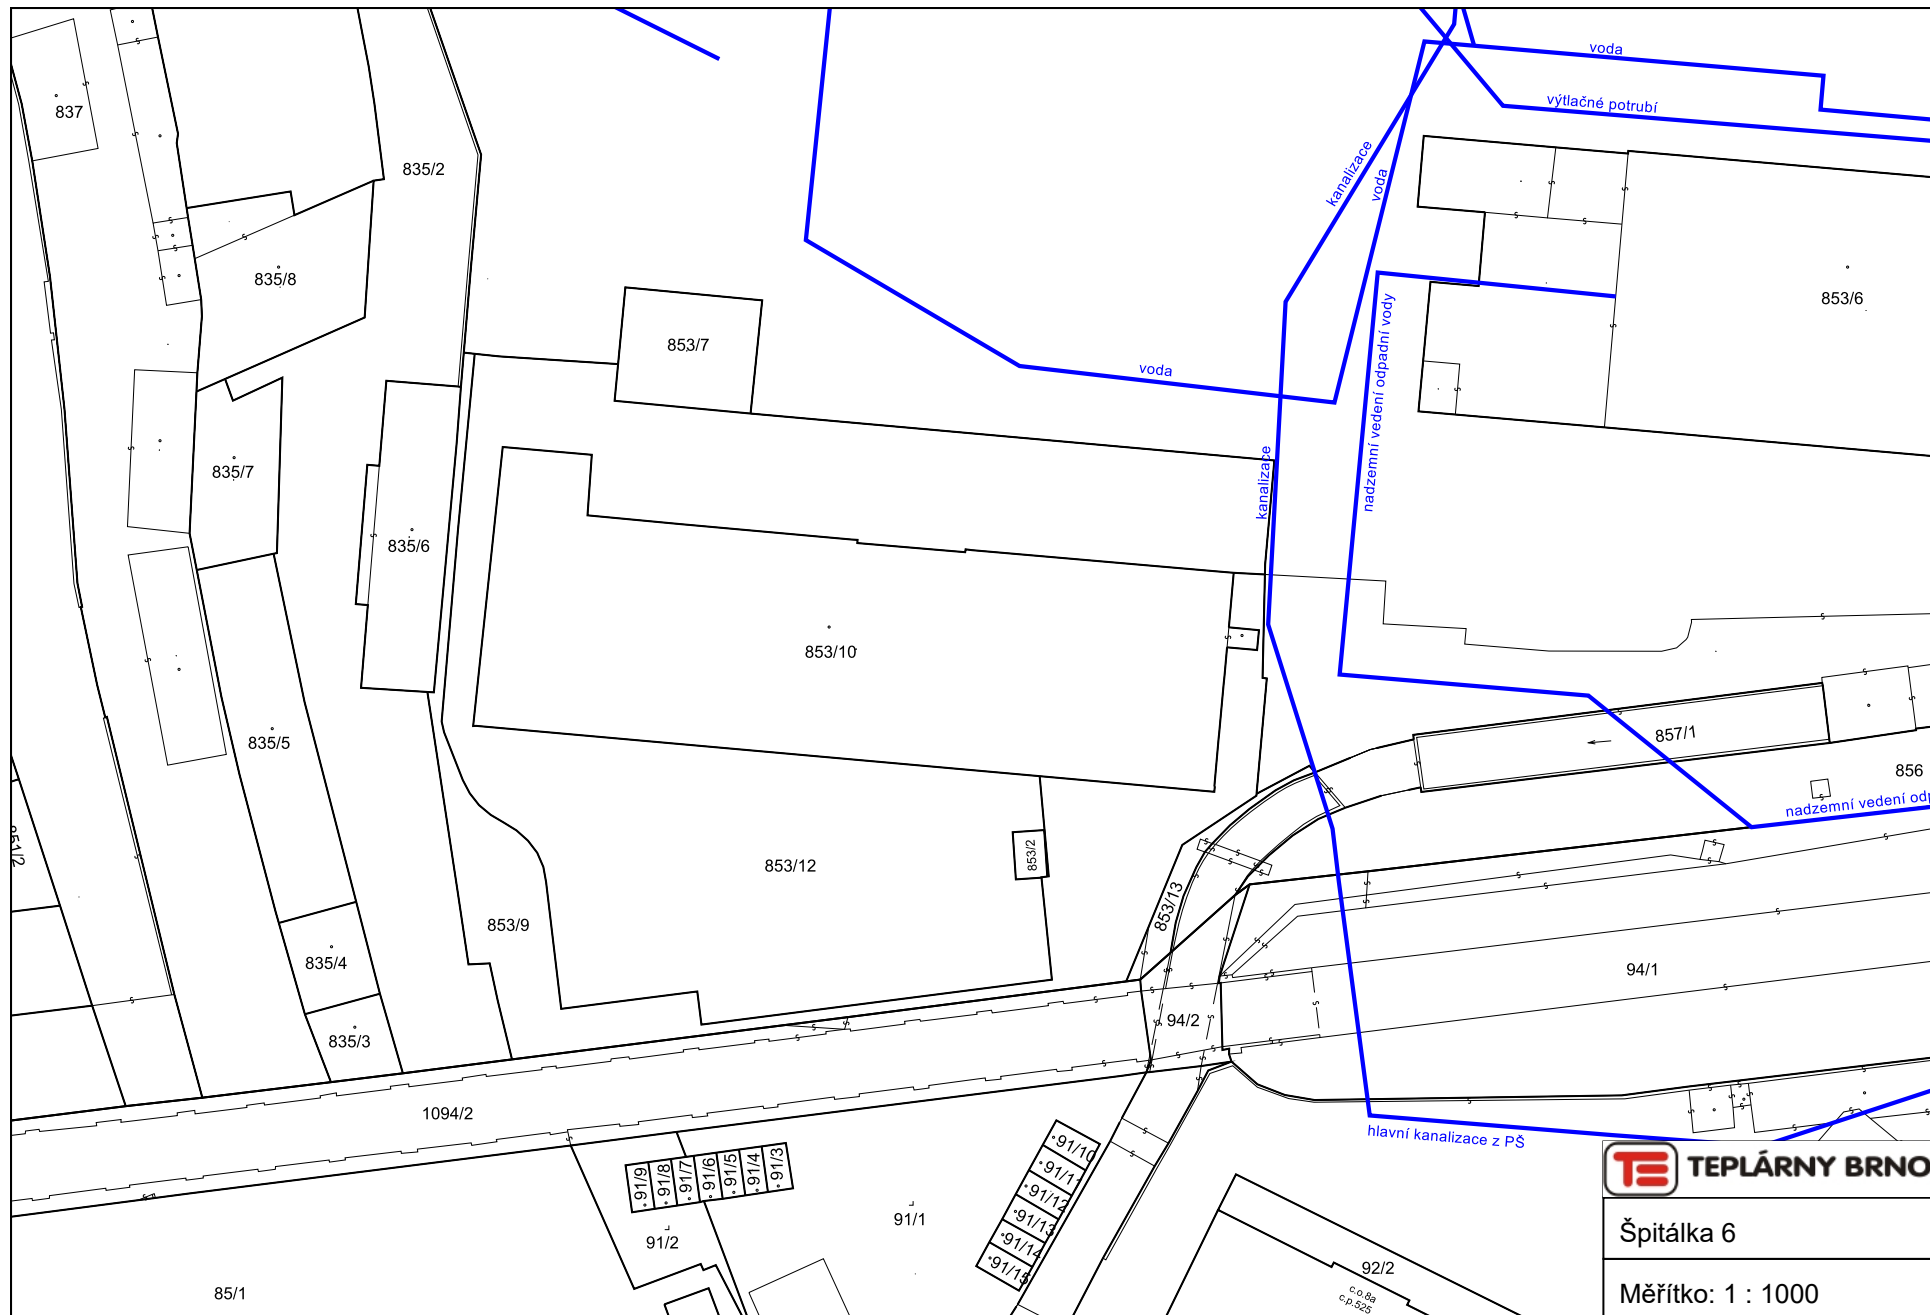 voda
výtlačné potrubí
837
835/2
kanalizace
voda
835/8
853/6
853/7
voda
nadzemní vedení odpadní vody
835/7
kanalizace
835/6
853/10
835/5
857/1
856
nadzemní vedení odp
851/2
853/12
853/2
853/13
853/9
835/4
94/1
94/2
835/3
1094/2
hlavní kanalizace z PŠ
91/9
91/8
91/7
91/6
91/5
91/4
91/3
91/10
91/11
91/12
91/13
91/14
91/15
91/1
91/2
85/1
92/2
č.o.8a
č.p.525
TE TEPLÁRNY BRNO
Špitálka 6
Měřítko: 1 : 1000